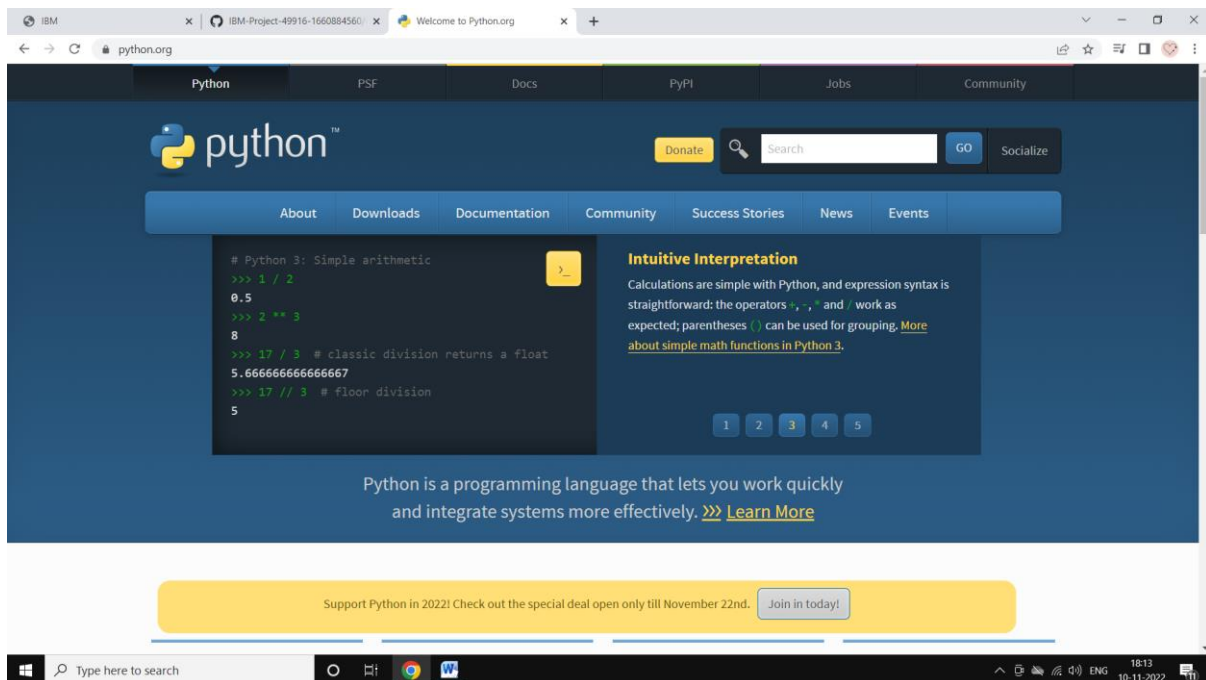 IBM
IBM-Project-49916-1660884560
Welcome to Python.org
python.org
Python PSF Docs PyPI Jobs Community
python™
Donate Search GO Socialize
About Downloads Documentation Community Success Stories News Events
# Python 3: Simple arithmetic
>>> 1 / 2
0.5
>>> 2 ** 3
8
>>> 17 / 3 # classic division returns a float
5.666666666666667
>>> 17 // 3 # floor division
5
>_
Intuitive Interpretation
Calculations are simple with Python, and expression syntax is
straightforward: the operators +, -, * and / work as
expected; parentheses () can be used for grouping. More
about simple math functions in Python 3.
1 2 3 4 5
Python is a programming language that lets you work quickly
and integrate systems more effectively. >>> Learn More
Support Python in 2022! Check out the special deal open only till November 22nd. Join in today!
Type here to search
W
ENG
18:13
10-11-2022